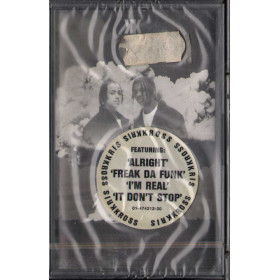 FEATURING:
'ALRIGHT'
'FREAK DA FUNK'
'I'M REAL'
'IT DON'T STOP'